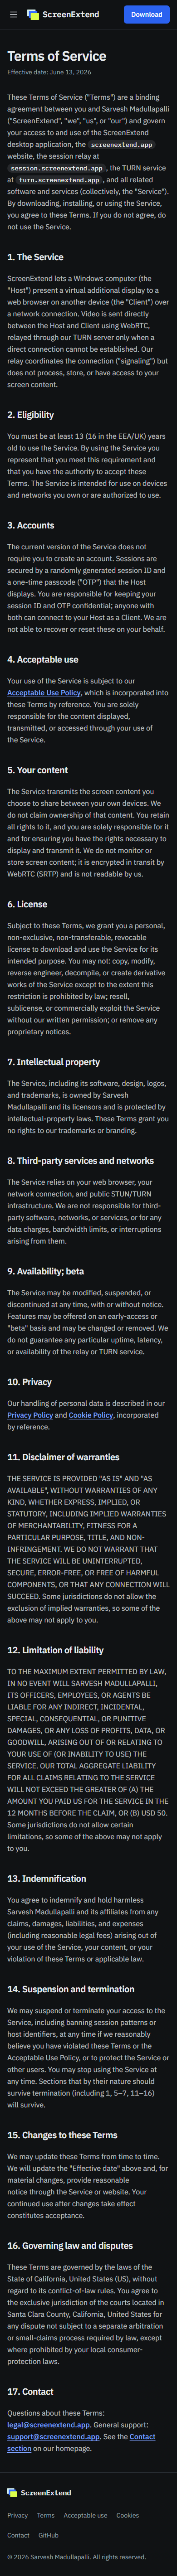 ScreenExtend
Download
Terms of Service
Effective date: June 13, 2026
These Terms of Service ("Terms") are a binding
agreement between you and Sarvesh Madullapalli
("ScreenExtend", "we", "us", or "our") and govern
your access to and use of the ScreenExtend
desktop application, the screenextend.app
website, the session relay at
session.screenextend.app, the TURN service
at turn.screenextend.app, and all related
software and services (collectively, the "Service").
By downloading, installing, or using the Service,
you agree to these Terms. If you do not agree, do
not use the Service.
1. The Service
ScreenExtend lets a Windows computer (the
"Host") present a virtual additional display to a
web browser on another device (the "Client") over
a network connection. Video is sent directly
between the Host and Client using WebRTC,
relayed through our TURN server only when a
direct connection cannot be established. Our
relay coordinates the connection ("signaling") but
does not process, store, or have access to your
screen content.
2. Eligibility
You must be at least 13 (16 in the EEA/UK) years
old to use the Service. By using the Service you
represent that you meet this requirement and
that you have the authority to accept these
Terms. The Service is intended for use on devices
and networks you own or are authorized to use.
3. Accounts
The current version of the Service does not
require you to create an account. Sessions are
secured by a randomly generated session ID and
a one-time passcode ("OTP") that the Host
displays. You are responsible for keeping your
session ID and OTP confidential; anyone with
both can connect to your Host as a Client. We are
not able to recover or reset these on your behalf.
4. Acceptable use
Your use of the Service is subject to our
Acceptable Use Policy, which is incorporated into
these Terms by reference. You are solely
responsible for the content displayed,
transmitted, or accessed through your use of
the Service.
5. Your content
The Service transmits the screen content you
choose to share between your own devices. We
do not claim ownership of that content. You retain
all rights to it, and you are solely responsible for it
and for ensuring you have the rights necessary to
display and transmit it. We do not monitor or
store screen content; it is encrypted in transit by
WebRTC (SRTP) and is not readable by us.
6. License
Subject to these Terms, we grant you a personal,
non-exclusive, non-transferable, revocable
license to download and use the Service for its
intended purpose. You may not: copy, modify,
reverse engineer, decompile, or create derivative
works of the Service except to the extent this
restriction is prohibited by law; resell,
sublicense, or commercially exploit the Service
without our written permission; or remove any
proprietary notices.
7. Intellectual property
The Service, including its software, design, logos,
and trademarks, is owned by Sarvesh
Madullapalli and its licensors and is protected by
intellectual-property laws. These Terms grant you
no rights to our trademarks or branding.
8. Third-party services and networks
The Service relies on your web browser, your
network connection, and public STUN/TURN
infrastructure. We are not responsible for third-
party software, networks, or services, or for any
data charges, bandwidth limits, or interruptions
arising from them.
9. Availability; beta
The Service may be modified, suspended, or
discontinued at any time, with or without notice.
Features may be offered on an early-access or
"beta" basis and may be changed or removed. We
do not guarantee any particular uptime, latency,
or availability of the relay or TURN service.
10. Privacy
Our handling of personal data is described in our
Privacy Policy and Cookie Policy, incorporated
by reference.
11. Disclaimer of warranties
THE SERVICE IS PROVIDED "AS IS" AND "AS
AVAILABLE", WITHOUT WARRANTIES OF ANY
KIND, WHETHER EXPRESS, IMPLIED, OR
STATUTORY, INCLUDING IMPLIED WARRANTIES
OF MERCHANTABILITY, FITNESS FOR A
PARTICULAR PURPOSE, TITLE, AND NON-
INFRINGEMENT. WE DO NOT WARRANT THAT
THE SERVICE WILL BE UNINTERRUPTED,
SECURE, ERROR-FREE, OR FREE OF HARMFUL
COMPONENTS, OR THAT ANY CONNECTION WILL
SUCCEED. Some jurisdictions do not allow the
exclusion of implied warranties, so some of the
above may not apply to you.
12. Limitation of liability
TO THE MAXIMUM EXTENT PERMITTED BY LAW,
IN NO EVENT WILL SARVESH MADULLAPALLI,
ITS OFFICERS, EMPLOYEES, OR AGENTS BE
LIABLE FOR ANY INDIRECT, INCIDENTAL,
SPECIAL, CONSEQUENTIAL, OR PUNITIVE
DAMAGES, OR ANY LOSS OF PROFITS, DATA, OR
GOODWILL, ARISING OUT OF OR RELATING TO
YOUR USE OF (OR INABILITY TO USE) THE
SERVICE. OUR TOTAL AGGREGATE LIABILITY
FOR ALL CLAIMS RELATING TO THE SERVICE
WILL NOT EXCEED THE GREATER OF (A) THE
AMOUNT YOU PAID US FOR THE SERVICE IN THE
12 MONTHS BEFORE THE CLAIM, OR (B) USD 50.
Some jurisdictions do not allow certain
limitations, so some of the above may not apply
to you.
13. Indemnification
You agree to indemnify and hold harmless
Sarvesh Madullapalli and its affiliates from any
claims, damages, liabilities, and expenses
(including reasonable legal fees) arising out of
your use of the Service, your content, or your
violation of these Terms or applicable law.
14. Suspension and termination
We may suspend or terminate your access to the
Service, including banning session patterns or
host identifiers, at any time if we reasonably
believe you have violated these Terms or the
Acceptable Use Policy, or to protect the Service or
other users. You may stop using the Service at
any time. Sections that by their nature should
survive termination (including 1, 5–7, 11–16)
will survive.
15. Changes to these Terms
We may update these Terms from time to time.
We will update the "Effective date" above and, for
material changes, provide reasonable
notice through the Service or website. Your
continued use after changes take effect
constitutes acceptance.
16. Governing law and disputes
These Terms are governed by the laws of the
State of California, United States (US), without
regard to its conflict-of-law rules. You agree to
the exclusive jurisdiction of the courts located in
Santa Clara County, California, United States for
any dispute not subject to a separate arbitration
or small-claims process required by law, except
where prohibited by your local consumer-
protection laws.
17. Contact
Questions about these Terms:
legal@screenextend.app. General support:
support@screenextend.app. See the Contact
section on our homepage.
ScreenExtend
Privacy Terms Acceptable use Cookies
Contact GitHub
© 2026 Sarvesh Madullapalli. All rights reserved.